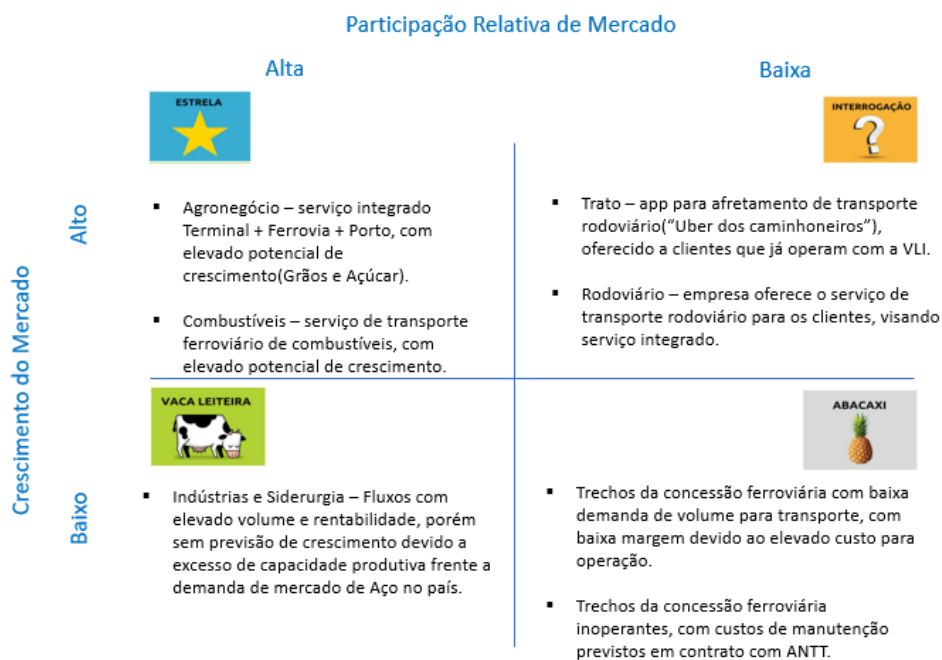 Participação Relativa de Mercado
Alta
Baixa
ESTRELA
INTERROGAÇÃO
?
Crescimento do Mercado
Alto
▪ Agronegócio – serviço integrado
Terminal + Ferrovia + Porto, com
elevado potencial de
crescimento(Grãos e Açúcar).
▪ Combustíveis – serviço de transporte
ferroviário de combustíveis, com
elevado potencial de crescimento.
▪ Trato – app para afretamento de transporte
rodoviário("Uber dos caminhoneiros"),
oferecido a clientes que já operam com a VLI.
▪ Rodoviário – empresa oferece o serviço de
transporte rodoviário para os clientes, visando
serviço integrado.
VACA LEITEIRA
ABACAXI
Baixo
▪ Indústrias e Siderurgia – Fluxos com
elevado volume e rentabilidade, porém
sem previsão de crescimento devido a
excesso de capacidade produtiva frente a
demanda de mercado de Aço no país.
▪ Trechos da concessão ferroviária com baixa
demanda de volume para transporte, com
baixa margem devido ao elevado custo para
operação.
▪ Trechos da concessão ferroviária
inoperantes, com custos de manutenção
previstos em contrato com ANTT.